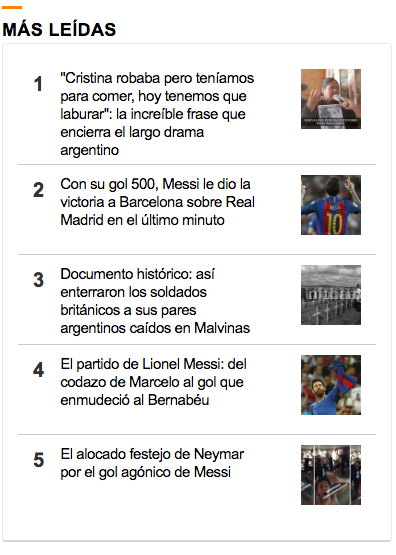 MÁS LEÍDAS
1
"Cristina robaba pero teníamos
para comer, hoy tenemos que
laburar": la increíble frase que
encierra el largo drama
argentino
2
Con su gol 500, Messi le dio la
victoria a Barcelona sobre Real
Madrid en el último minuto
10
3
Documento histórico: así
enterraron los soldados
británicos a sus pares
argentinos caídos en Malvinas
infobae
4
El partido de Lionel Messi: del
codazo de Marcelo al gol que
enmudeció al Bernabéu
5
El alocado festejo de Neymar
por el gol agónico de Messi